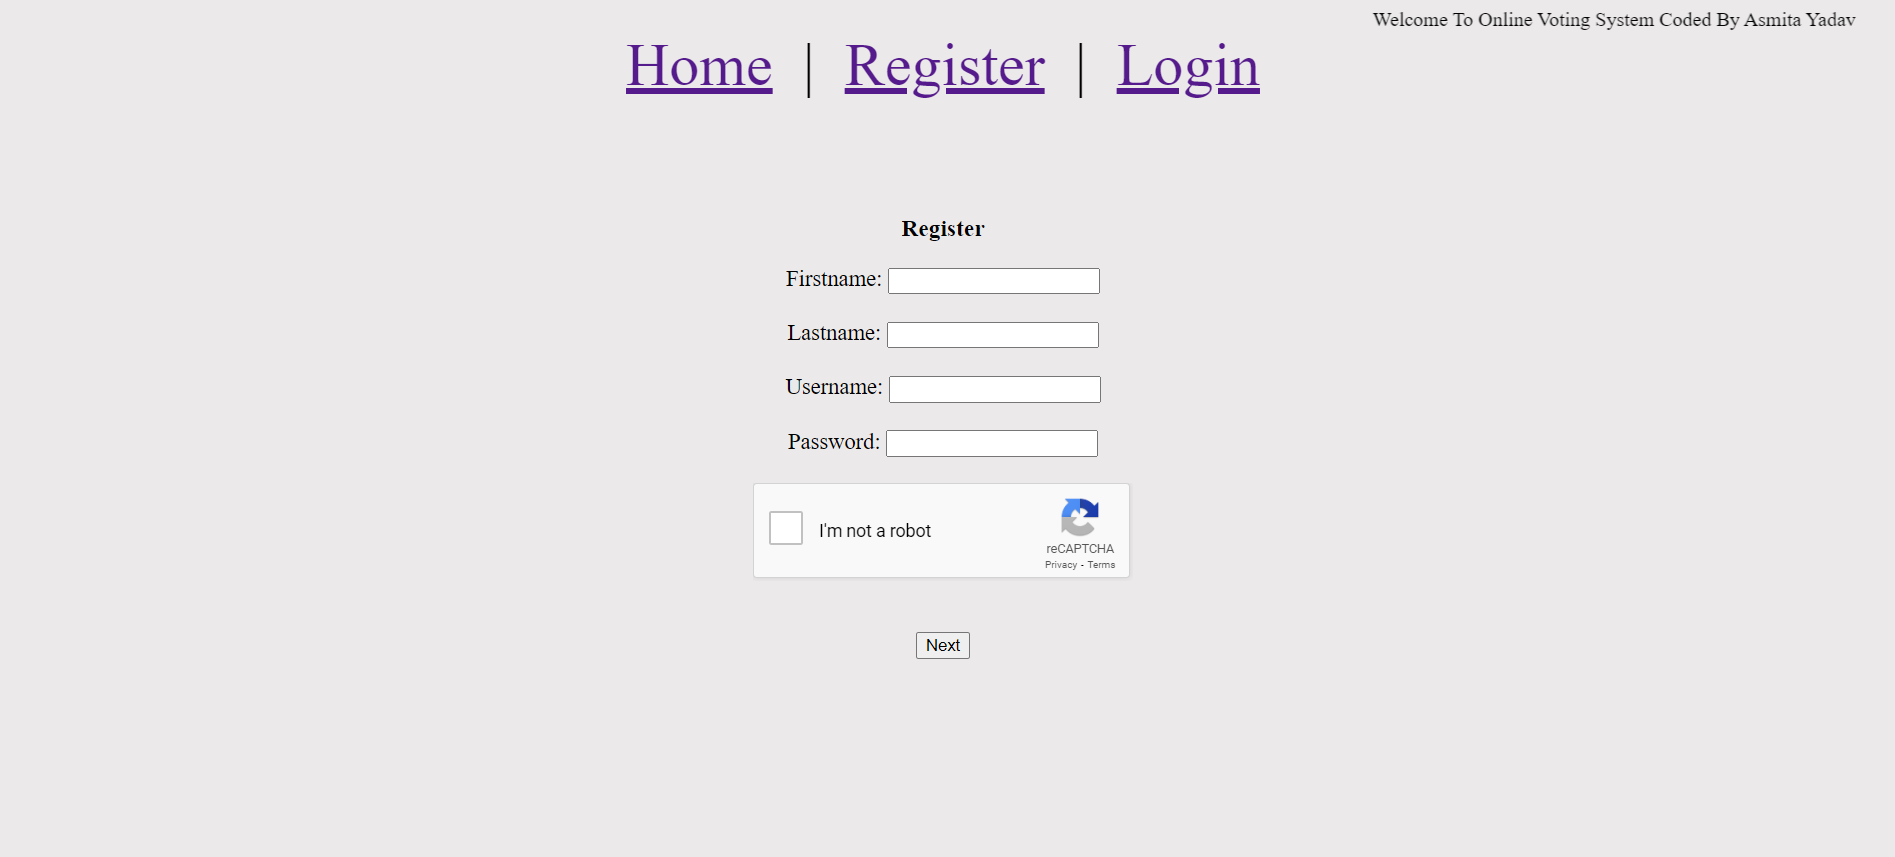 Welcome To Online Voting System Coded By Asmita Yadav
Home | Register | Login
Register
Firstname:
Lastname:
Username:
Password:
I'm not a robot
reCAPTCHA
Privacy - Terms
Next